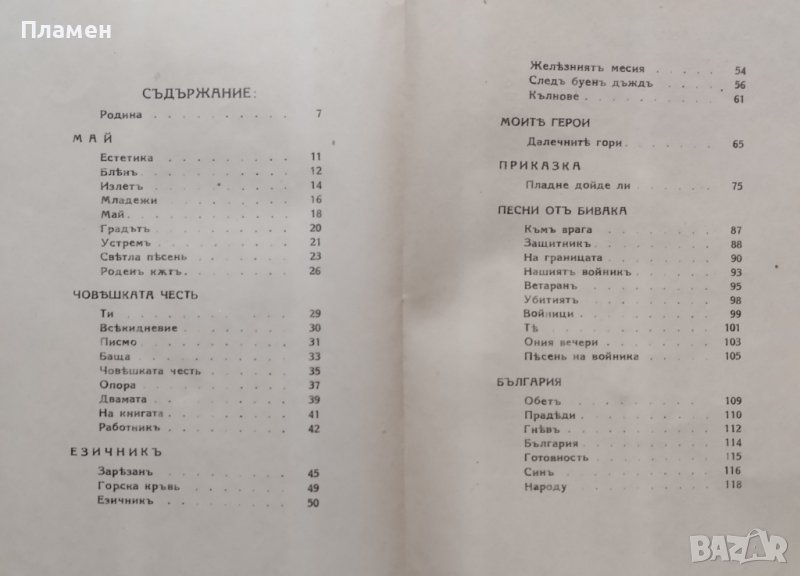 Пламен
СЪДЪРЖАНИЕ:
Родина . . . . . . . . 7
МАЙ
Естетика . . . . . . . . 11
Блѣнъ . . . . . . . . 12
Излетъ . . . . . . . . 14
Младежи . . . . . . . . 16
Май . . . . . . . . 18
Градътъ . . . . . . . . 20
Устремъ . . . . . . . . 21
Свѣтла пѣсень . . . . . . . . 23
Роденъ кѫтъ . . . . . . . . 26
ЧОВѢШКАТА ЧЕСТЬ
Ти . . . . . . . . 29
Всѣкидневие . . . . . . . . 30
Писмо . . . . . . . . 31
Баща . . . . . . . . 33
Човѣшката честь . . . . . . . . 35
Опора . . . . . . . . 37
Двамата . . . . . . . . 39
На книгата . . . . . . . . 41
Работникъ . . . . . . . . 42
ЕЗИЧНИКЪ
Зарѣзанъ . . . . . . . . 45
Горска кръвь . . . . . . . . 49
Езичникъ . . . . . . . . 50
Желѣзниятъ месия . . . . . . . . 54
Следъ буенъ дъждъ . . . . . . . . 56
Кълнове . . . . . . . . 61
МОИТѢ ГЕРОИ
Далечнитѣ гори . . . . . . . . 65
ПРИКАЗКА
Пладне дойде ли . . . . . . . . 75
ПЕСНИ ОТЪ БИВАКА
Къмъ врага . . . . . . . . 87
Защитникъ . . . . . . . . 88
На границата . . . . . . . . 90
Нашиятъ войникъ . . . . . . . . 93
Ветеранъ . . . . . . . . 95
Убитиятъ . . . . . . . . 98
Войници . . . . . . . . 99
Тѣ . . . . . . . . 101
Ония вечери . . . . . . . . 103
Пѣсень на войника . . . . . . . . 105
БЪЛГАРИЯ
Обетъ . . . . . . . . 109
Прадѣди . . . . . . . . 110
Гнѣвъ . . . . . . . . 112
България . . . . . . . . 114
Готовность . . . . . . . . 115
Синъ . . . . . . . . 116
Народу . . . . . . . . 118
BAZAR